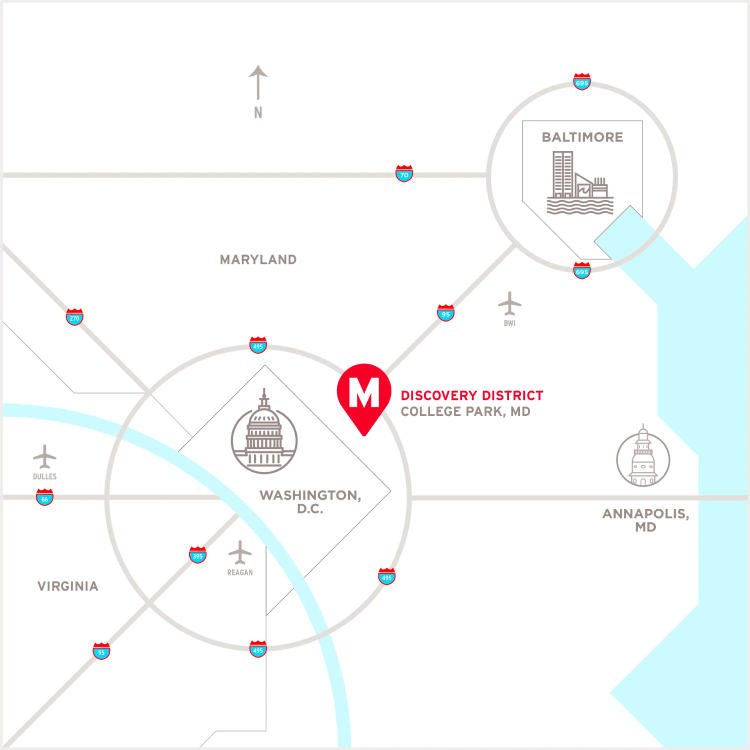 695
N
BALTIMORE
70
MARYLAND
695
BWI
95
270
495
M
DISCOVERY DISTRICT
COLLEGE PARK, MD
DULLES
66
WASHINGTON,
D.C.
ANNAPOLIS,
MD
395
REAGAN
495
VIRGINIA
95
495